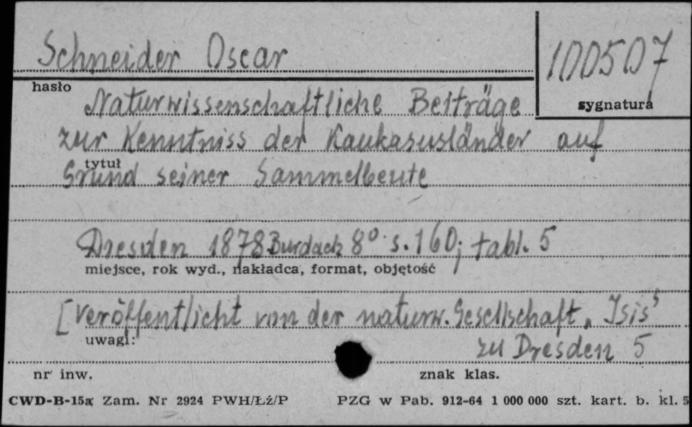 Schneider Oscar
100507
hasło
sygnatura
Naturwissenschaftliche Beiträge
zur Kenntniss der Kaukasusländer auf
tytuł
Grund seiner Sammelbeute
Dresden 1878 Burdach 8° s. 160; tabl. 5
miejsce, rok wyd., nakładca, format, objętość
[Veröffentlicht von der naturw. Gesellschaft „Isis"
uwagi:
zu Dresden 5
nr inw.
znak klas.
CWD-B-15a Zam. Nr 2924 PWH/Łź/P
PZG w Pab. 912-64 1 000 000 szt. kart. b. kl. 5